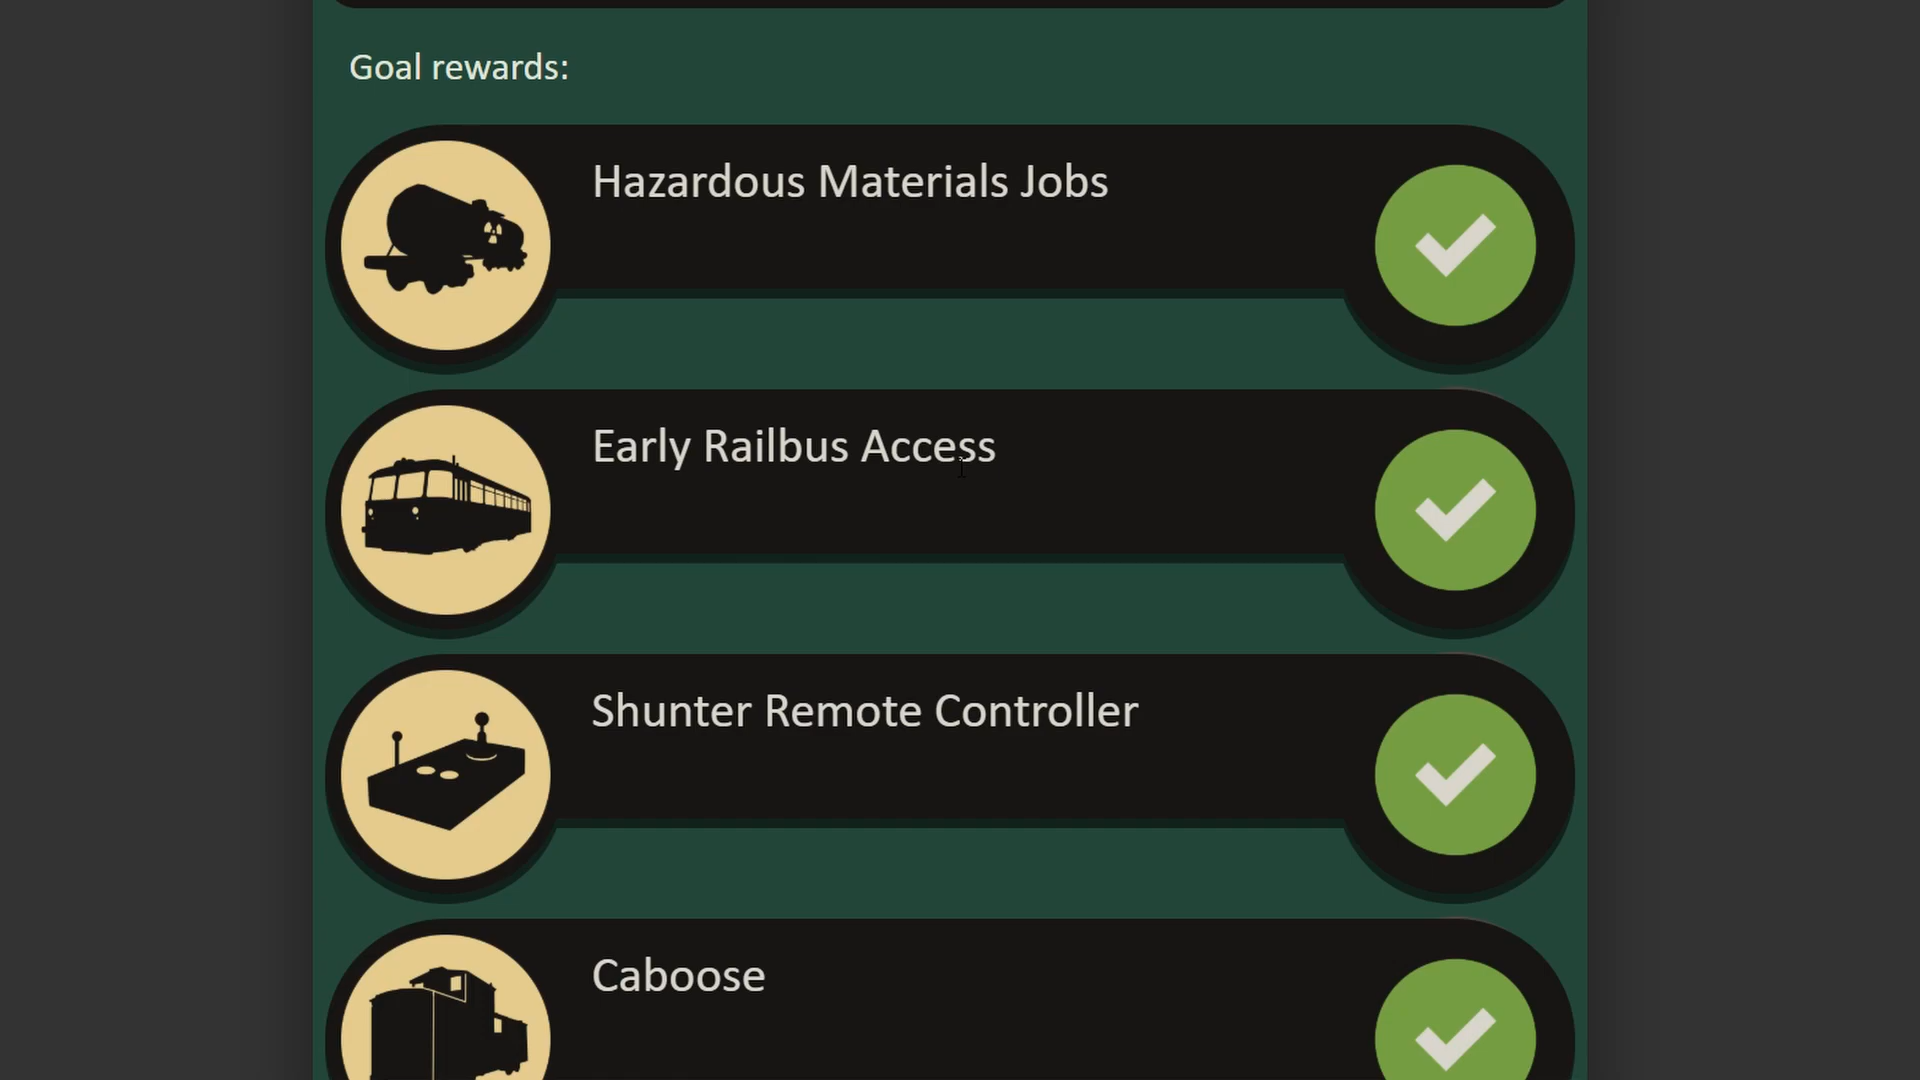 Goal rewards:
Hazardous Materials Jobs
Early Railbus Access
Shunter Remote Controller
Caboose